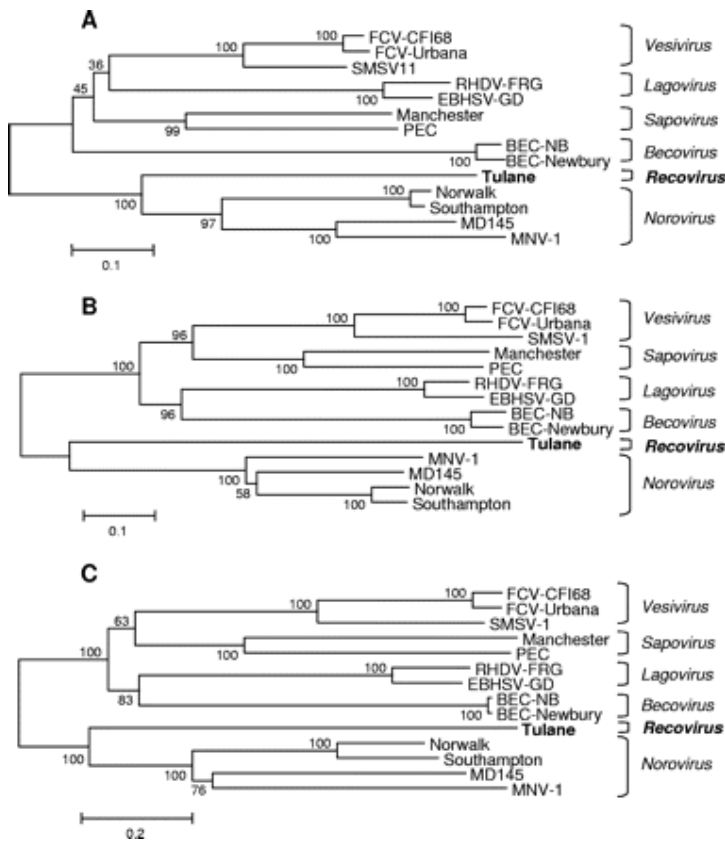 A
FCV-CFI68
100
100
FCV-Urbana
Vesivirus
SMSV11
36
RHDV-FRG
Lagovirus
45
100
EBHSV-GD
Manchester
Sapovirus
99
PEC
BEC-NB
Becovirus
100
BEC-Newbury
Tulane
Recovirus
100
100
Norwalk
Southampton
Norovirus
97
MD145
100
MNV-1
0.1
B
FCV-CFI68
100
100
FCV-Urbana
Vesivirus
96
SMSV-1
Manchester
Sapovirus
100
100
PEC
100
RHDV-FRG
Lagovirus
EBHSV-GD
96
BEC-NB
Becovirus
100
BEC-Newbury
Tulane
Recovirus
MNV-1
100
MD145
Norovirus
58
Norwalk
100
Southampton
0.1
C
100
FCV-CFI68
100
FCV-Urbana
Vesivirus
63
SMSV-1
Manchester
Sapovirus
100
100
PEC
100
RHDV-FRG
Lagovirus
EBHSV-GD
83
BEC-NB
Becovirus
100
BEC-Newbury
Tulane
Recovirus
100
100
Norwalk
Southampton
Norovirus
100
MD145
76
MNV-1
0.2